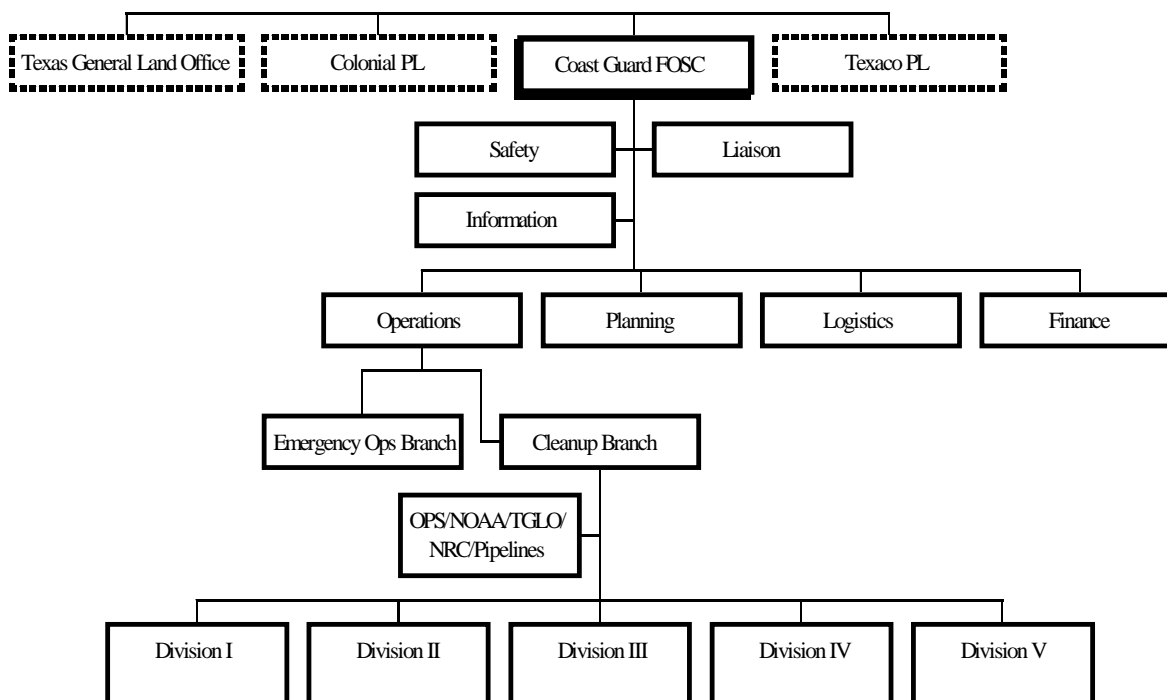 Texas General Land Office
Colonial PL
Coast Guard FOSC
Texaco PL
Safety
Liaison
Information
Operations
Planning
Logistics
Finance
Emergency Ops Branch
Cleanup Branch
OPS/NOAA/TGLO/
NRC/Pipelines
Division I
Division II
Division III
Division IV
Division V